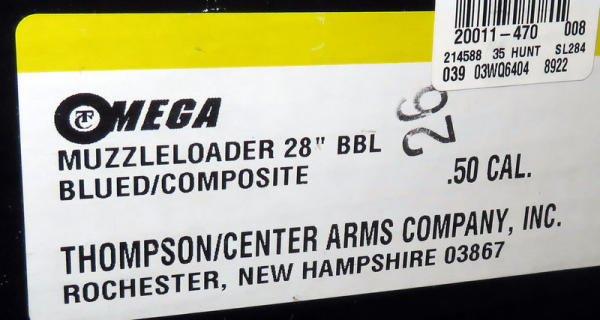 20011-470 008
214588 35 HUNT SL284
039 03WQ6404 8922
26
OMEGA
TC
MUZZLELOADER 28" BBL
BLUED/COMPOSITE
.50 CAL.
THOMPSON/CENTER ARMS COMPANY, INC.
ROCHESTER, NEW HAMPSHIRE 03867